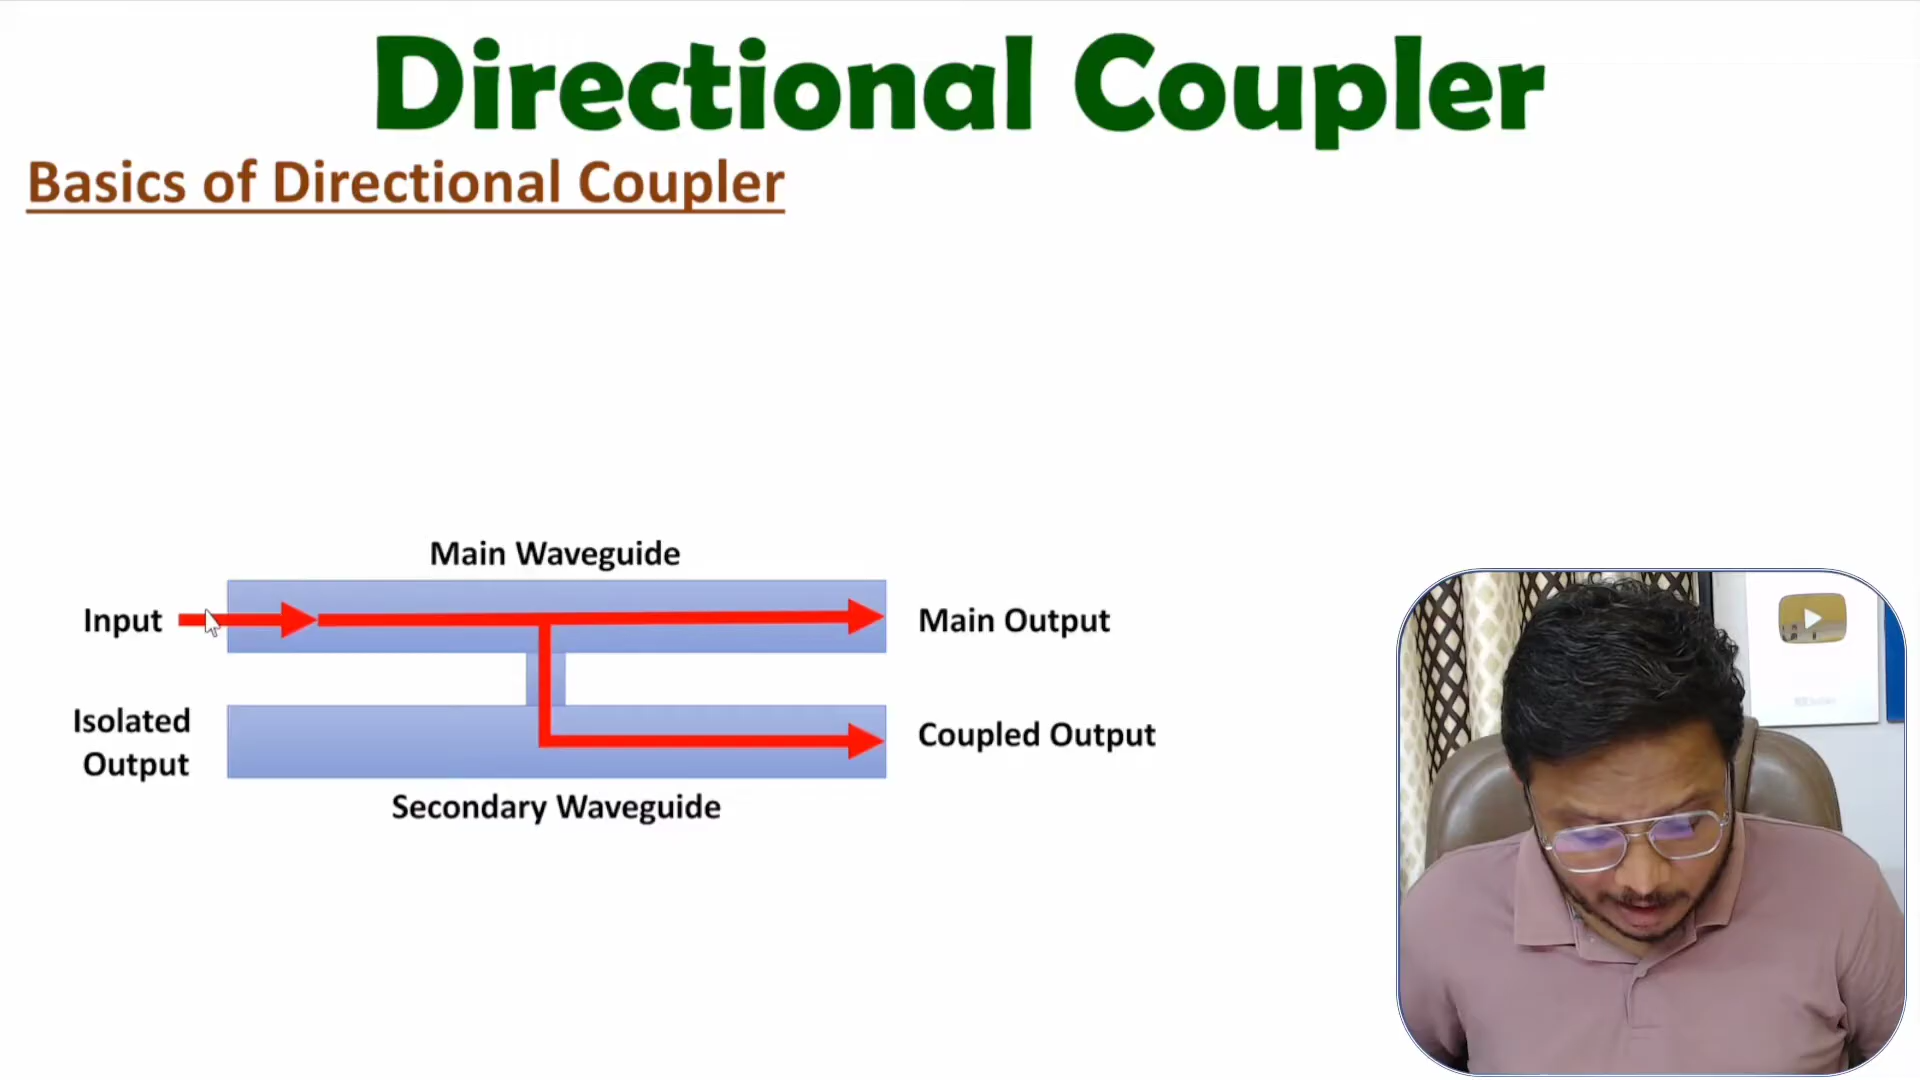 Directional Coupler
Basics of Directional Coupler
Main Waveguide
Input
Main Output
Isolated
Output
Coupled Output
Secondary Waveguide